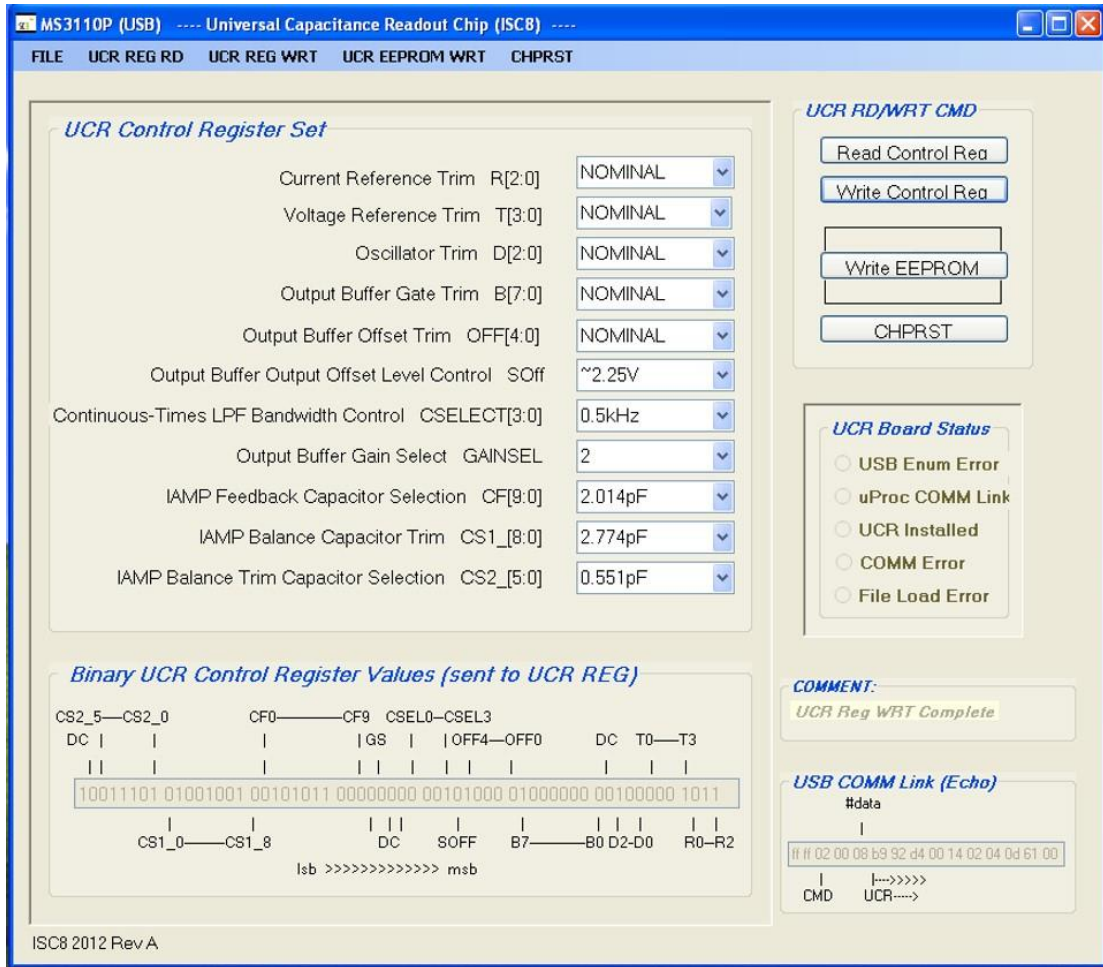 MS3110P (USB) ---- Universal Capacitance Readout Chip (ISC8) ----
FILE UCR REG RD UCR REG WRT UCR EEPROM WRT CHPRST
UCR Control Register Set
Current Reference Trim R[2:0] NOMINAL
Voltage Reference Trim T[3:0] NOMINAL
Oscillator Trim D[2:0] NOMINAL
Output Buffer Gate Trim B[7:0] NOMINAL
Output Buffer Offset Trim OFF[4:0] NOMINAL
Output Buffer Output Offset Level Control SOff ~2.25V
Continuous-Times LPF Bandwidth Control CSELECT[3:0] 0.5kHz
Output Buffer Gain Select GAINSEL 2
IAMP Feedback Capacitor Selection CF[9:0] 2.014pF
IAMP Balance Capacitor Trim CS1_[8:0] 2.774pF
IAMP Balance Trim Capacitor Selection CS2_[5:0] 0.551pF
Binary UCR Control Register Values (sent to UCR REG)
CS2_5—CS2_0 CF0———CF9 CSEL0–CSEL3
DC | | | | GS | | OFF4—OFF0 DC T0—T3
10011101 01001001 00101011 00000000 00101000 01000000 00100000 1011
CS1_0——CS1_8 DC SOFF B7———B0 D2-D0 R0–R2
lsb >>>>>>>>>>>>> msb
UCR RD/WRT CMD
Read Control Reg
Write Control Reg
Write EEPROM
CHPRST
UCR Board Status
USB Enum Error
uProc COMM Link
UCR Installed
COMM Error
File Load Error
COMMENT:
UCR Reg WRT Complete
USB COMM Link (Echo)
#data
ff ff 02 00 08 b9 92 d4 00 14 02 04 0d 61 00
|--->>>>>
CMD UCR---->
ISC8 2012 Rev A